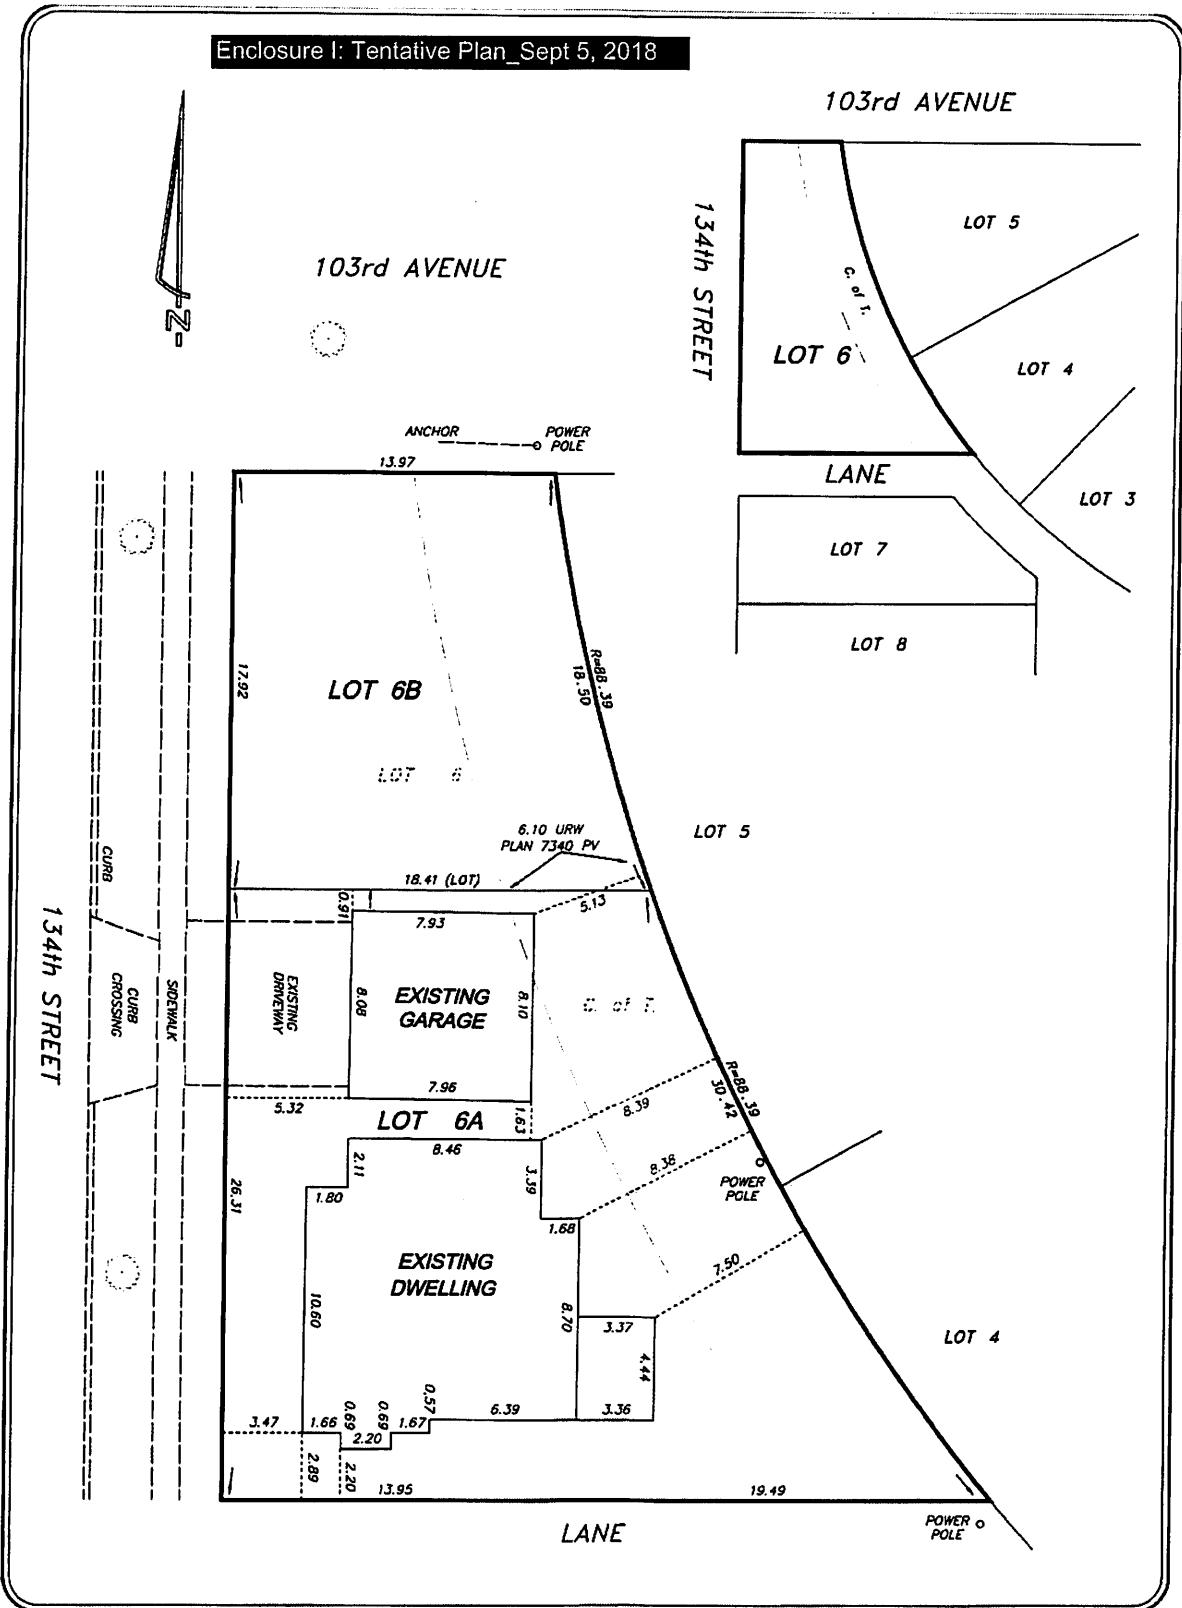 Enclosure I: Tentative Plan_Sept 5, 2018
103rd AVENUE
134th STREET
LOT 5
C. of T.
LOT 6
LOT 4
LANE
LOT 3
LOT 7
LOT 8
N
103rd AVENUE
ANCHOR
POWER
POLE
13.97
17.92
LOT 6B
R=88.39
18.50
LOT 6
LOT 5
6.10 URW
PLAN 7340 PV
18.41 (LOT)
CURB
0.91
5.13
7.93
134th STREET
CURB
CROSSING
SIDEWALK
EXISTING
DRIVEWAY
8.08
EXISTING
GARAGE
8.10
C. of T.
7.96
5.32
LOT 6A
1.63
8.39
R=88.39
30.42
8.46
2.11
3.39
8.38
POWER
POLE
26.31
1.80
1.68
EXISTING
DWELLING
7.50
10.60
8.70
3.37
4.44
LOT 4
0.57
0.69
0.69
3.47
1.66
2.20
1.67
6.39
3.36
2.89
2.20
13.95
19.49
LANE
POWER
POLE